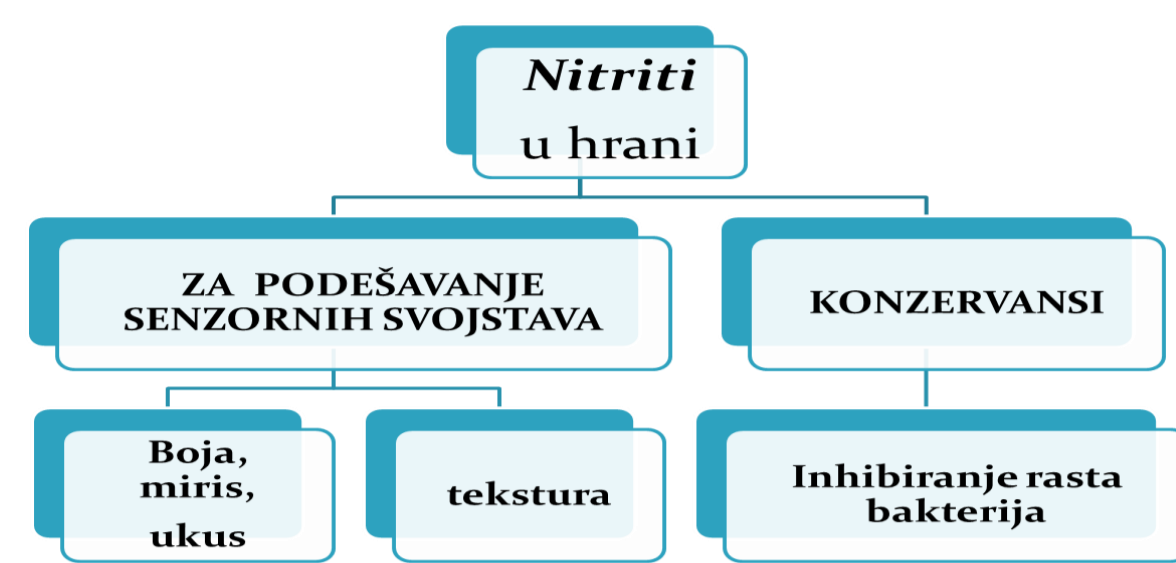 Nitriti
u hrani
ZA PODEŠAVANJE
SENZORNIH SVOJSTAVA
KONZERVANSI
Boja,
miris,
ukus
tekstura
Inhibiranje rasta
bakterija